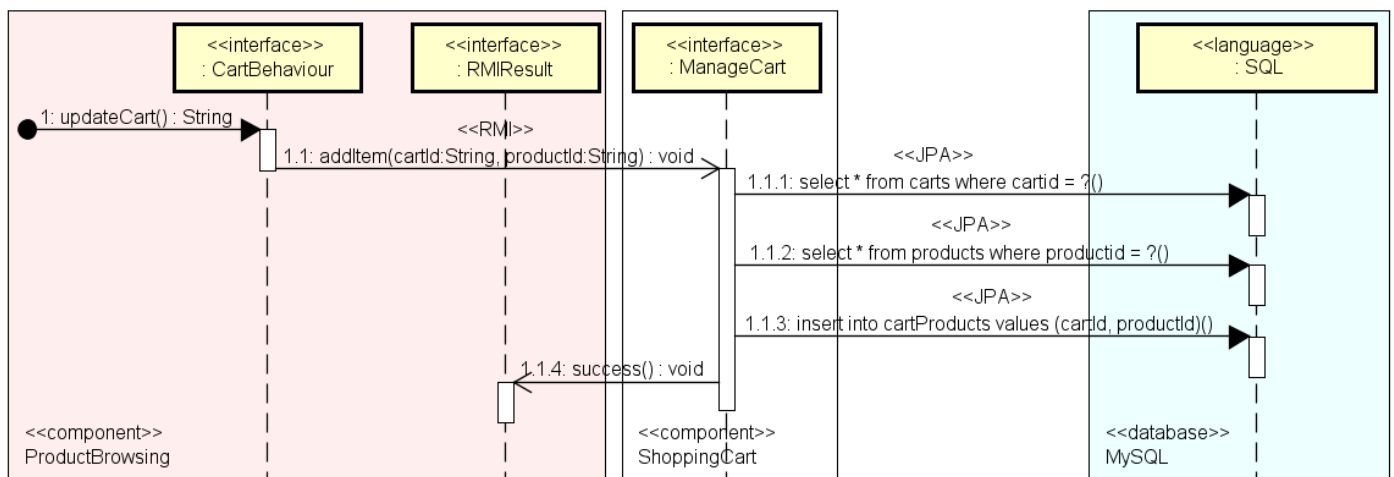 <<interface>>
: CartBehaviour
<<interface>>
: RMIResult
<<interface>>
: ManageCart
<<language>>
: SQL
1: updateCart() : String
<<RMI>>
1.1: addItem(cartId:String, productId:String) : void
<<JPA>>
1.1.1: select * from carts where cartid = ?()
<<JPA>>
1.1.2: select * from products where productid = ?()
<<JPA>>
1.1.3: insert into cartProducts values (cartId, productId)()
1.1.4: success() : void
<<component>>
ProductBrowsing
<<component>>
ShoppingCart
<<database>>
MySQL